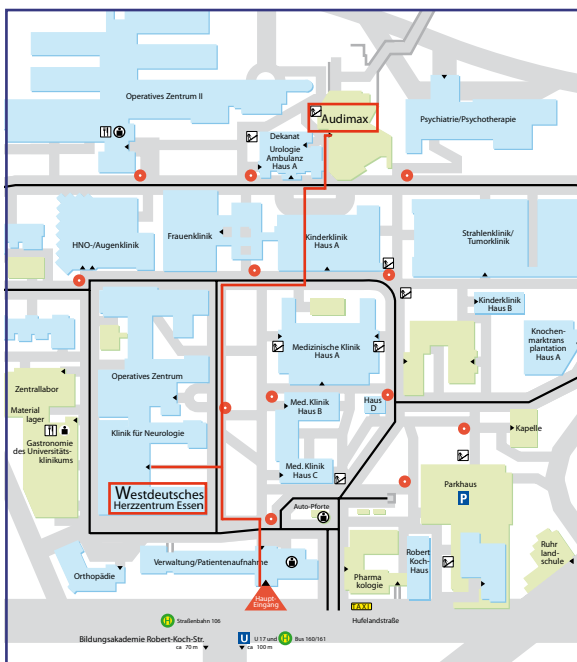 Operatives Zentrum II
Audimax
Psychiatrie/Psychotherapie
Dekanat
Urologie
Ambulanz
Haus A
HNO-/Augenklinik
Frauenklinik
Kinderklinik
Haus A
Strahlenklinik/
Tumorklinik
Kinderklinik
Haus B
Knochen-
marktrans
plantation
Haus A
Medizinische Klinik
Haus A
Operatives Zentrum
Zentrallabor
Material
lager
Gastronomie
des Universitäts-
klinikums
Klinik für Neurologie
Med. Klinik
Haus B
Haus
D
Kapelle
Med. Klinik
Haus C
Westdeutsches
Herzzentrum Essen
Auto-Pforte
Parkhaus
P
Verwaltung/Patientenaufnahme
Orthopädie
Pharma
kologie
Robert
Koch-
Haus
Ruhr
land-
schule
Haupt-
Eingang
TAXI
Hufelandstraße
H Straßenbahn 106
Bildungsakademie Robert-Koch-Str.
ca 70 m
U U 17 und H Bus 160/161
ca 100 m